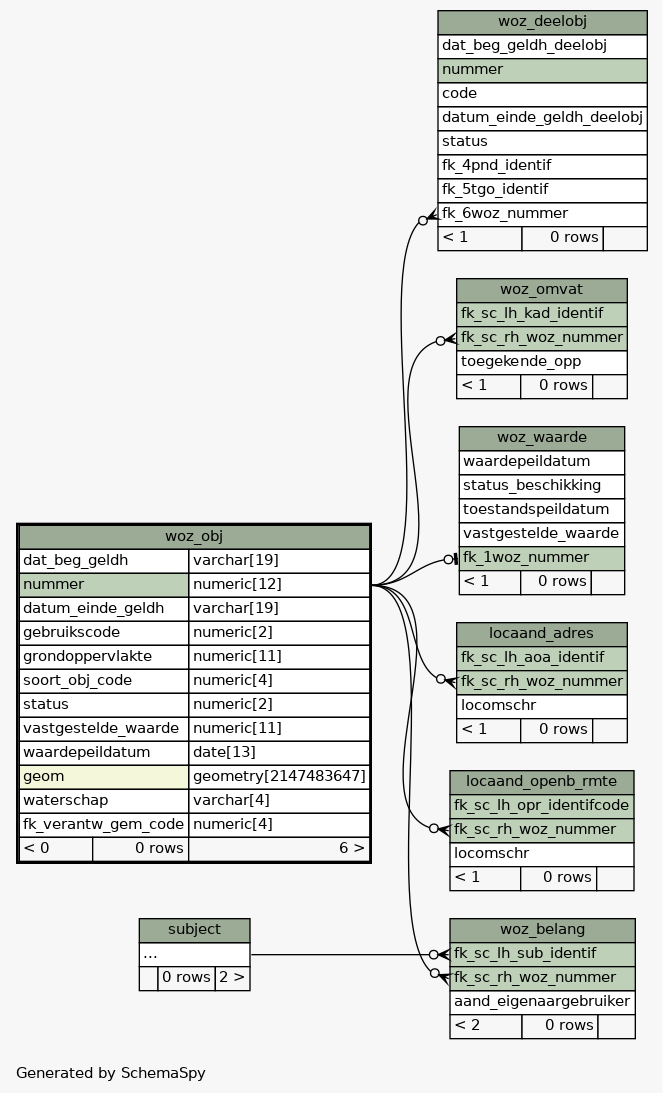 woz_deelobj
dat_beg_geldh_deelobj
nummer
code
datum_einde_geldh_deelobj
status
fk_4pnd_identif
fk_5tgo_identif
fk_6woz_nummer
< 1 0 rows
woz_omvat
fk_sc_lh_kad_identif
fk_sc_rh_woz_nummer
toegekende_opp
< 1 0 rows
woz_waarde
waardepeildatum
status_beschikking
toestandspeildatum
vastgestelde_waarde
fk_1woz_nummer
< 1 0 rows
woz_obj
dat_beg_geldh varchar[19]
nummer numeric[12]
datum_einde_geldh varchar[19]
gebruikscode numeric[2]
grondoppervlakte numeric[11]
soort_obj_code numeric[4]
status numeric[2]
vastgestelde_waarde numeric[11]
waardepeildatum date[13]
geom geometry[2147483647]
waterschap varchar[4]
fk_verantw_gem_code numeric[4]
< 0 0 rows 6 >
locaand_adres
fk_sc_lh_aoa_identif
fk_sc_rh_woz_nummer
locomschr
< 1 0 rows
locaand_openb_rmte
fk_sc_lh_opr_identifcode
fk_sc_rh_woz_nummer
locomschr
< 1 0 rows
subject
...
0 rows 2 >
woz_belang
fk_sc_lh_sub_identif
fk_sc_rh_woz_nummer
aand_eigenaargebruiker
< 2 0 rows
Generated by SchemaSpy